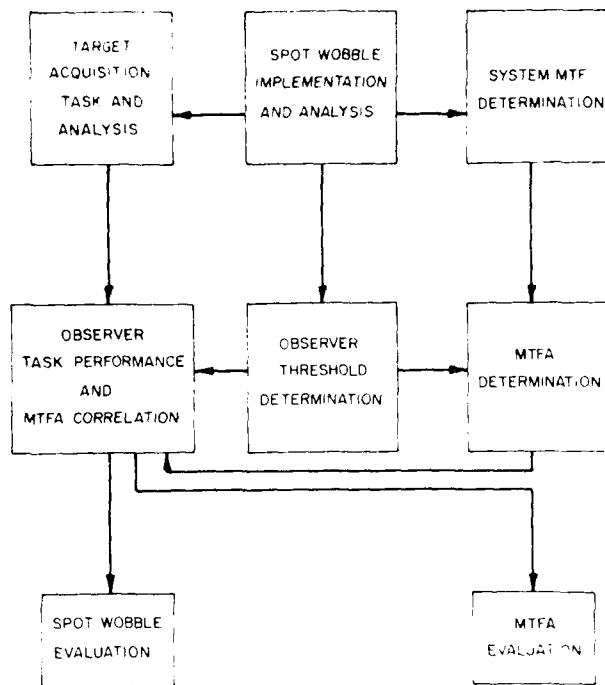 TARGET
ACQUISITION
TASK AND
ANALYSIS
SPOT WOBBLE
IMPLEMENTATION
AND ANALYSIS
SYSTEM MTF
DETERMINATION
OBSERVER
TASK PERFORMANCE
AND
MTFA CORRELATION
OBSERVER
THRESHOLD
DETERMINATION
MTFA
DETERMINATION
SPOT WOBBLE
EVALUATION
MTFA
EVALUATION